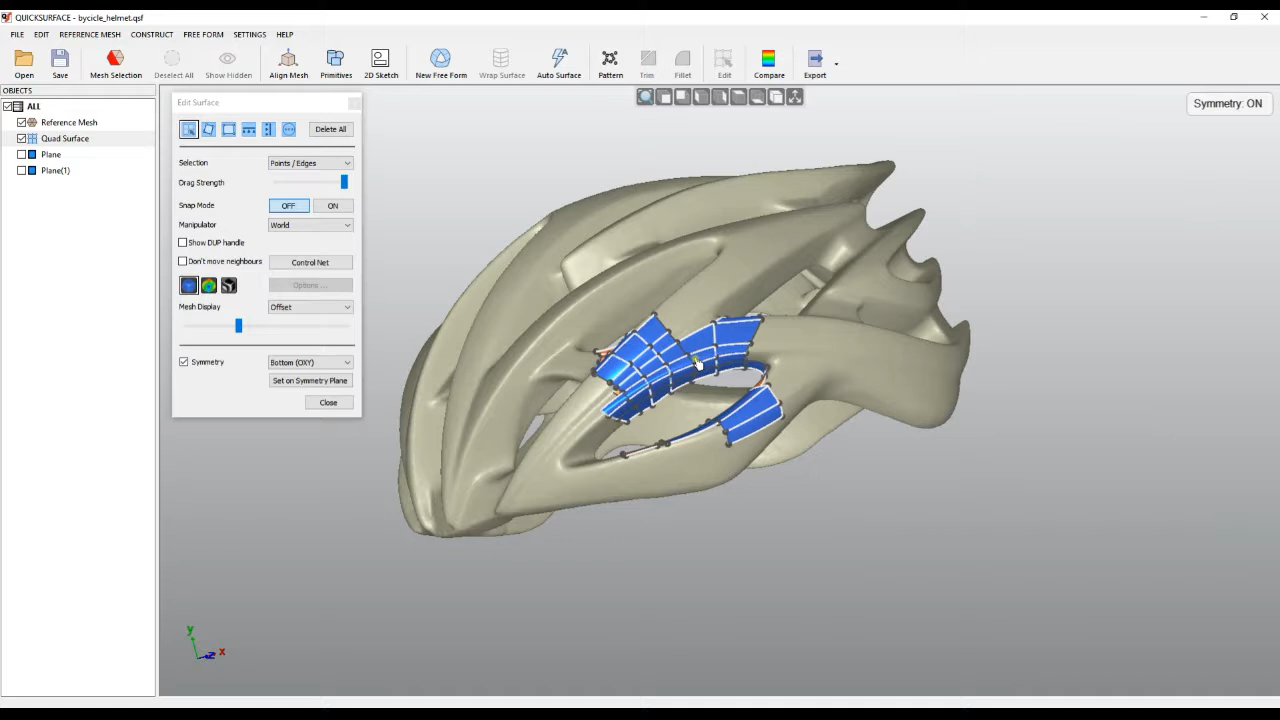 QUICKSURFACE - bycicle_helmet.qsf
FILE EDIT REFERENCE MESH CONSTRUCT FREE FORM SETTINGS HELP
Open Save Mesh Selection Deselect All Show Hidden Align Mesh Primitives 2D Sketch New Free Form Wrap Surface Auto Surface Pattern Trim Fillet Edit Compare Export
OBJECTS
ALL
Reference Mesh
Quad Surface
Plane
Plane(1)
Edit Surface
Delete All
Selection Points / Edges
Drag Strength
Snap Mode OFF ON
Manipulator World
Show DUP handle
Don't move neighbours Control Net
Options ...
Mesh Display Offset
Symmetry Bottom (OXY)
Set on Symmetry Plane
Close
Symmetry: ON
y
z x